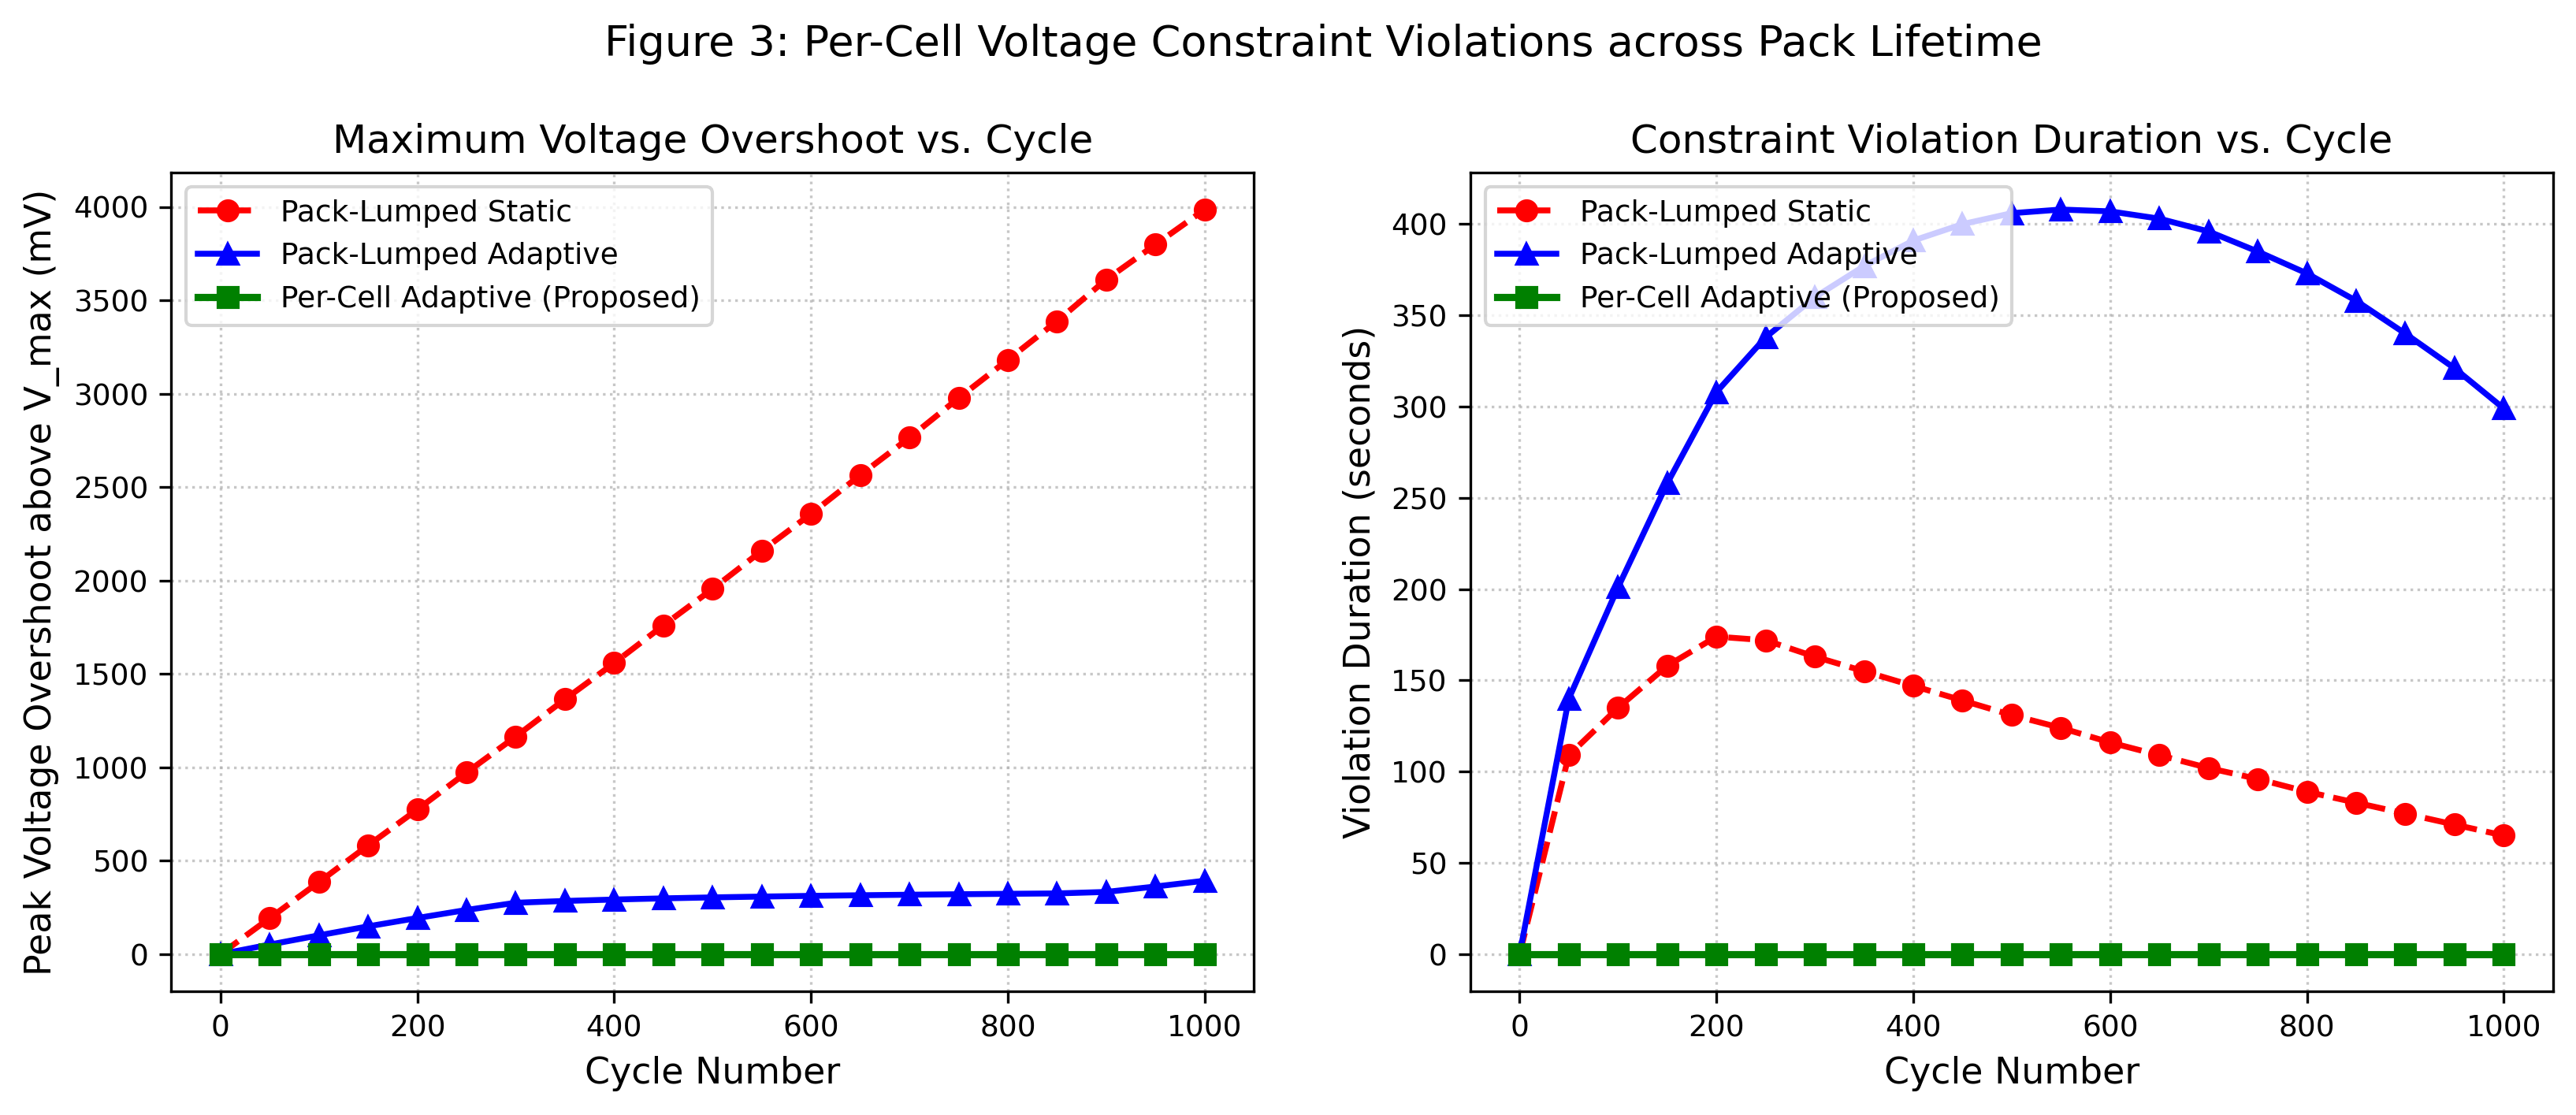 Figure 3: Per-Cell Voltage Constraint Violations across Pack Lifetime
Maximum Voltage Overshoot vs. Cycle
Peak Voltage Overshoot above V_max (mV)
4000
3500
3000
2500
2000
1500
1000
500
0
Pack-Lumped Static
Pack-Lumped Adaptive
Per-Cell Adaptive (Proposed)
0 200 400 600 800 1000
Cycle Number
Constraint Violation Duration vs. Cycle
Violation Duration (seconds)
400
350
300
250
200
150
100
50
0
Pack-Lumped Static
Pack-Lumped Adaptive
Per-Cell Adaptive (Proposed)
0 200 400 600 800 1000
Cycle Number